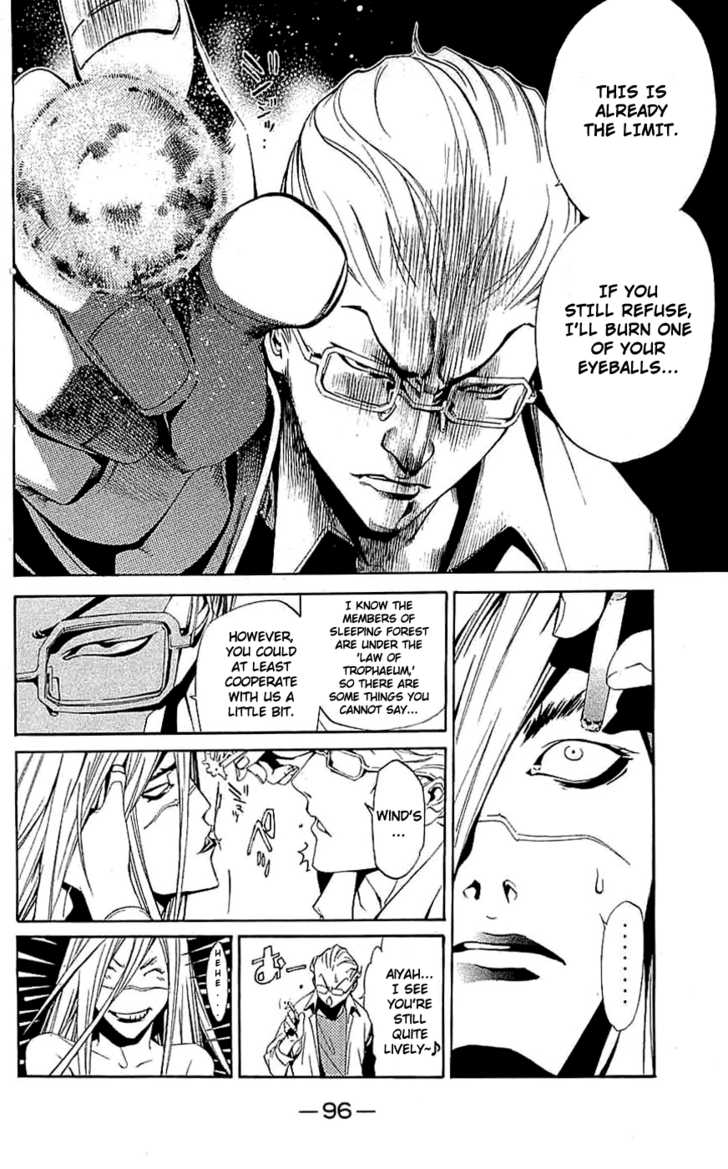 THIS IS
ALREADY
THE LIMIT.
IF YOU
STILL REFUSE,
I'LL BURN ONE
OF YOUR
EYEBALLS...
......
I KNOW THE
MEMBERS OF
SLEEPING FOREST
ARE UNDER THE
'LAW OF
TROPHAEUM,'
SO THERE ARE
SOME THINGS YOU
CANNOT SAY...
HOWEVER,
YOU COULD
AT LEAST
COOPERATE
WITH US A
LITTLE BIT.
WIND'S
...
AIYAH...
I SEE
YOU'RE
STILL
QUITE
LIVELY~♪
むー
HEHE..
—96—